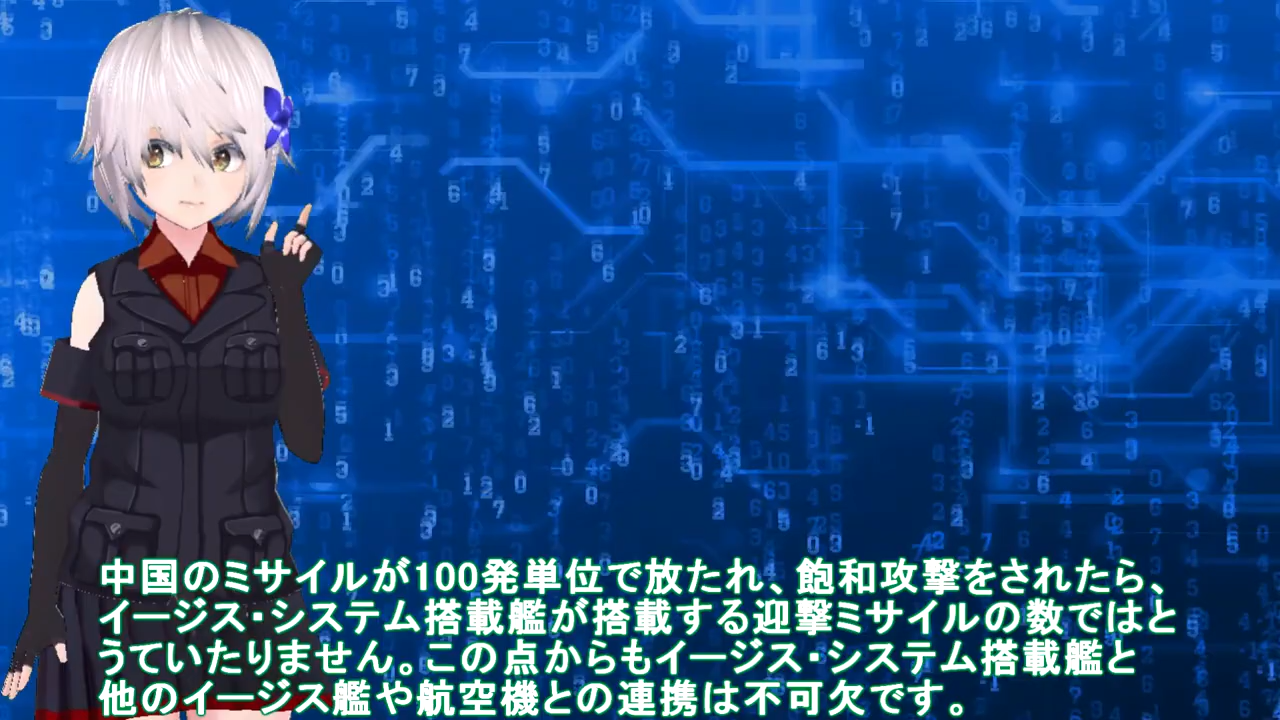 中国のミサイルが100発単位で放たれ、飽和攻撃をされたら、
イージス・システム搭載艦が搭載する迎撃ミサイルの数ではと
うていたりません。この点からもイージス・システム搭載艦と
他のイージス艦や航空機との連携は不可欠です。